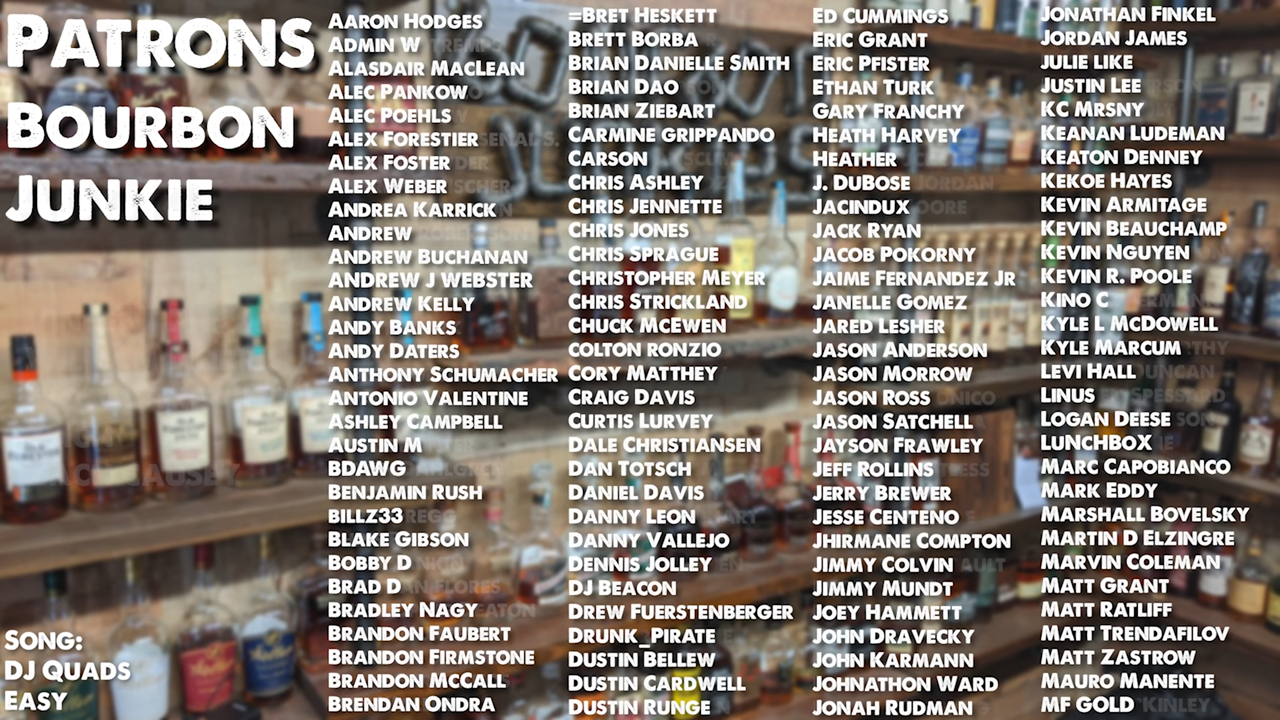 PATRONS
BOURBON
JUNKIE
AARON HODGES
ADMIN W
ALASDAIR MACLEAN
ALEC PANKOW
ALEC POEHLS
ALEX FORESTIER
ALEX FOSTER
ALEX WEBER
ANDREA KARRICK
ANDREW
ANDREW BUCHANAN
ANDREW J WEBSTER
ANDREW KELLY
ANDY BANKS
ANDY DATERS
ANTHONY SCHUMACHER
ANTONIO VALENTINE
ASHLEY CAMPBELL
AUSTIN M
BDAWG
BENJAMIN RUSH
BILLZ33
BLAKE GIBSON
BOBBY D
BRAD D
BRADLEY NAGY
BRANDON FAUBERT
BRANDON FIRMSTONE
BRANDON MCCALL
BRENDAN ONDRA
=BRET HESKETT
BRETT BORBA
BRIAN DANIELLE SMITH
BRIAN DAO
BRIAN ZIEBART
CARMINE GRIPPANDO
CARSON
CHRIS ASHLEY
CHRIS JENNETTE
CHRIS JONES
CHRIS SPRAGUE
CHRISTOPHER MEYER
CHRIS STRICKLAND
CHUCK MCEWEN
COLTON RONZIO
CORY MATTHEY
CRAIG DAVIS
CURTIS LURVEY
DALE CHRISTIANSEN
DAN TOTSCH
DANIEL DAVIS
DANNY LEON
DANNY VALLEJO
DENNIS JOLLEY
DJ BEACON
DREW FUERSTENBERGER
DRUNK_PIRATE
DUSTIN BELLEW
DUSTIN CARDWELL
DUSTIN RUNGE
ED CUMMINGS
ERIC GRANT
ERIC PFISTER
ETHAN TURK
GARY FRANCHY
HEATH HARVEY
HEATHER
J. DUBOSE
JACINDUX
JACK RYAN
JACOB POKORNY
JAIME FERNANDEZ JR
JANELLE GOMEZ
JARED LESHER
JASON ANDERSON
JASON MORROW
JASON ROSS
JASON SATCHELL
JAYSON FRAWLEY
JEFF ROLLINS
JERRY BREWER
JESSE CENTENO
JHIRMANE COMPTON
JIMMY COLVIN
JIMMY MUNDT
JOEY HAMMETT
JOHN DRAVECKY
JOHN KARMANN
JOHNATHON WARD
JONAH RUDMAN
JONATHAN FINKEL
JORDAN JAMES
JULIE LIKE
JUSTIN LEE
KC MRSNY
KEANAN LUDEMAN
KEATON DENNEY
KEKOE HAYES
KEVIN ARMITAGE
KEVIN BEAUCHAMP
KEVIN NGUYEN
KEVIN R. POOLE
KINO C
KYLE L MCDOWELL
KYLE MARCUM
LEVI HALL
LINUS
LOGAN DEESE
LUNCHBOX
MARC CAPOBIANCO
MARK EDDY
MARSHALL BOVELSKY
MARTIN D ELZINGRE
MARVIN COLEMAN
MATT GRANT
MATT RATLIFF
MATT TRENDAFILOV
MATT ZASTROW
MAURO MANENTE
MF GOLD
SONG:
DJ QUADS
EASY